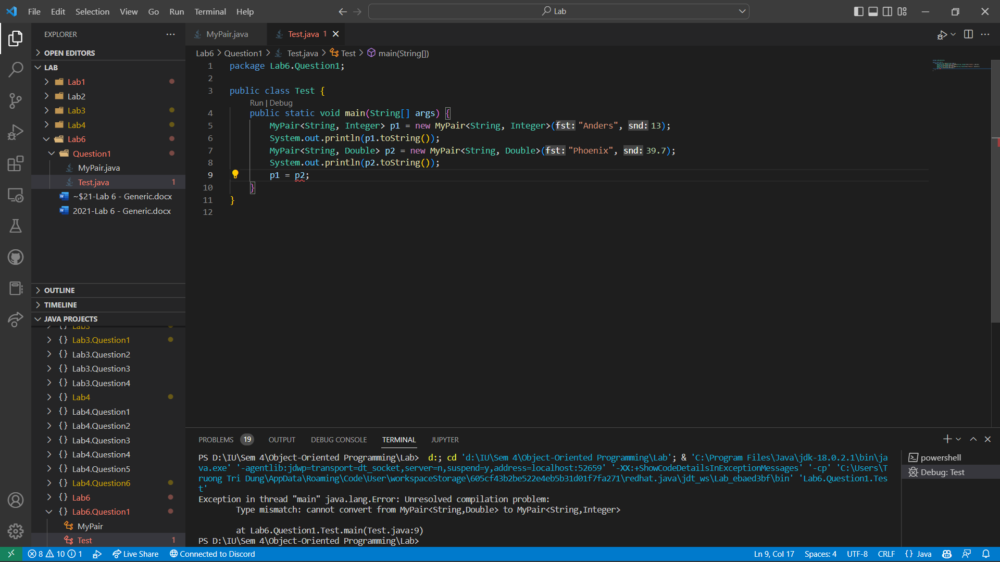 File Edit Selection View Go Run Terminal Help
Lab
EXPLORER
OPEN EDITORS
LAB
Lab1
Lab2
Lab3
Lab4
Lab6
Question1
MyPair.java
Test.java 1
~$21-Lab 6 - Generic.docx
2021-Lab 6 - Generic.docx
OUTLINE
TIMELINE
JAVA PROJECTS
Lab3
Lab3.Question1
Lab3.Question2
Lab3.Question3
Lab3.Question4
Lab4
Lab4.Question1
Lab4.Question2
Lab4.Question3
Lab4.Question4
Lab4.Question5
Lab4.Question6
Lab6
Lab6.Question1
MyPair
Test 1
MyPair.java Test.java 1
Lab6 > Question1 > Test.java > Test > main(String[])
1 package Lab6.Question1;
2
3 public class Test {
Run | Debug
4 public static void main(String[] args) {
5 MyPair<String, Integer> p1 = new MyPair<String, Integer>(fst: "Anders", snd: 13);
6 System.out.println(p1.toString());
7 MyPair<String, Double> p2 = new MyPair<String, Double>(fst: "Phoenix", snd: 39.7);
8 System.out.println(p2.toString());
9 p1 = p2;
10 }
11 }
12
PROBLEMS 19 OUTPUT DEBUG CONSOLE TERMINAL JUPYTER
PS D:\IU\Sem 4\Object-Oriented Programming\Lab> d:; cd 'd:\IU\Sem 4\Object-Oriented Programming\Lab'; & 'C:\Program Files\Java\jdk-18.0.2.1\bin\ja
va.exe' '-agentlib:jdwp=transport=dt_socket,server=n,suspend=y,address=localhost:52659' '-XX:+ShowCodeDetailsInExceptionMessages' '-cp' 'C:\Users\T
ruong Tri Dung\AppData\Roaming\Code\User\workspaceStorage\605cf43b2be522e4eb5b31d01f7fa271\redhat.java\jdt_ws\Lab_ebaed3bf\bin' 'Lab6.Question1.Tes
t'
Exception in thread "main" java.lang.Error: Unresolved compilation problem:
Type mismatch: cannot convert from MyPair<String,Double> to MyPair<String,Integer>
at Lab6.Question1.Test.main(Test.java:9)
PS D:\IU\Sem 4\Object-Oriented Programming\Lab>
powershell
Debug: Test
8 10 1 Live Share Connected to Discord Ln 9, Col 17 Spaces: 4 UTF-8 CRLF {} Java